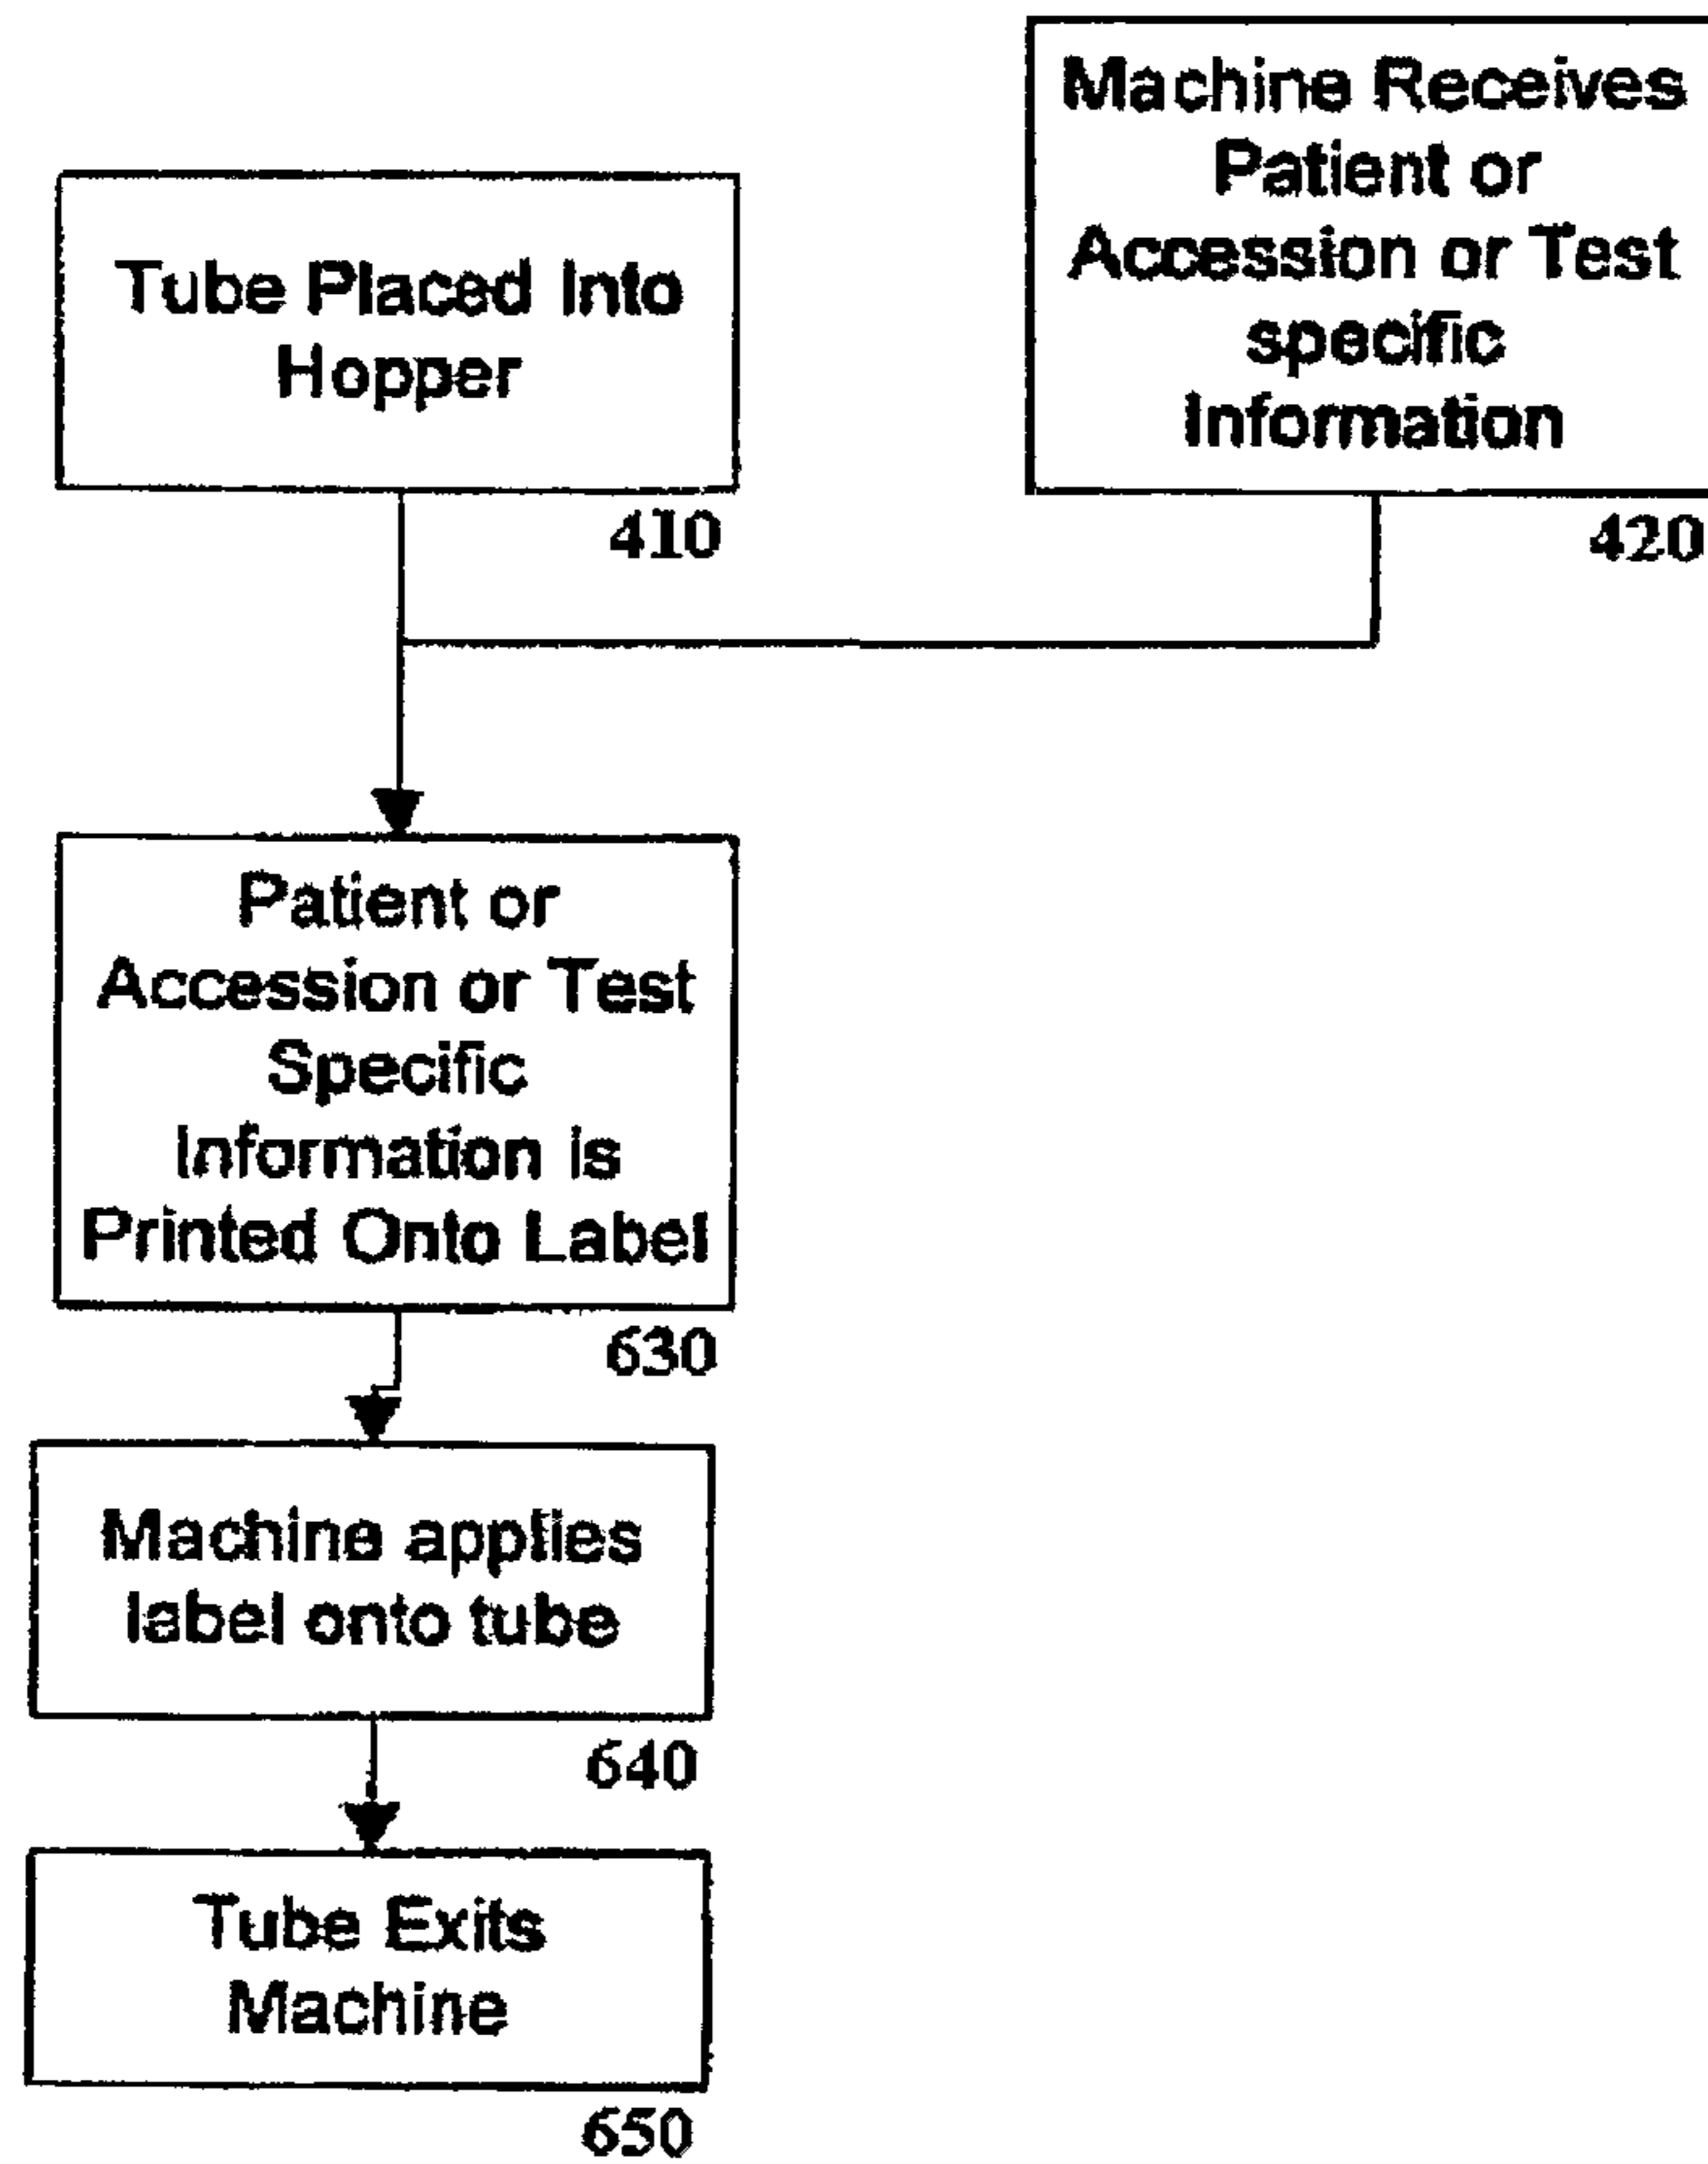 Tube Placed Into
Hopper
410
Machine Receives
Patient or
Accession or Test
specific
Information
420
Patient or
Accession or Test
Specific
Information is
Printed Onto Label
630
Machine applies
label onto tube
640
Tube Exits
Machine
650